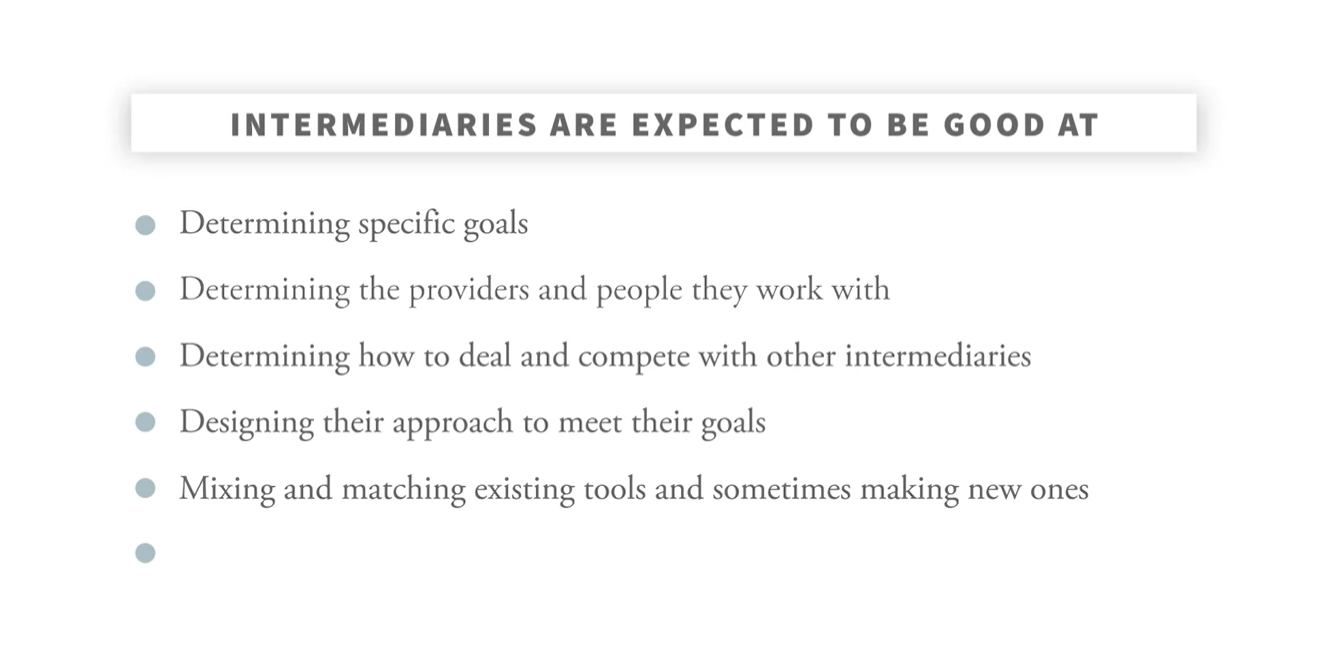 INTERMEDIARIES ARE EXPECTED TO BE GOOD AT
Determining specific goals
Determining the providers and people they work with
Determining how to deal and compete with other intermediaries
Designing their approach to meet their goals
Mixing and matching existing tools and sometimes making new ones